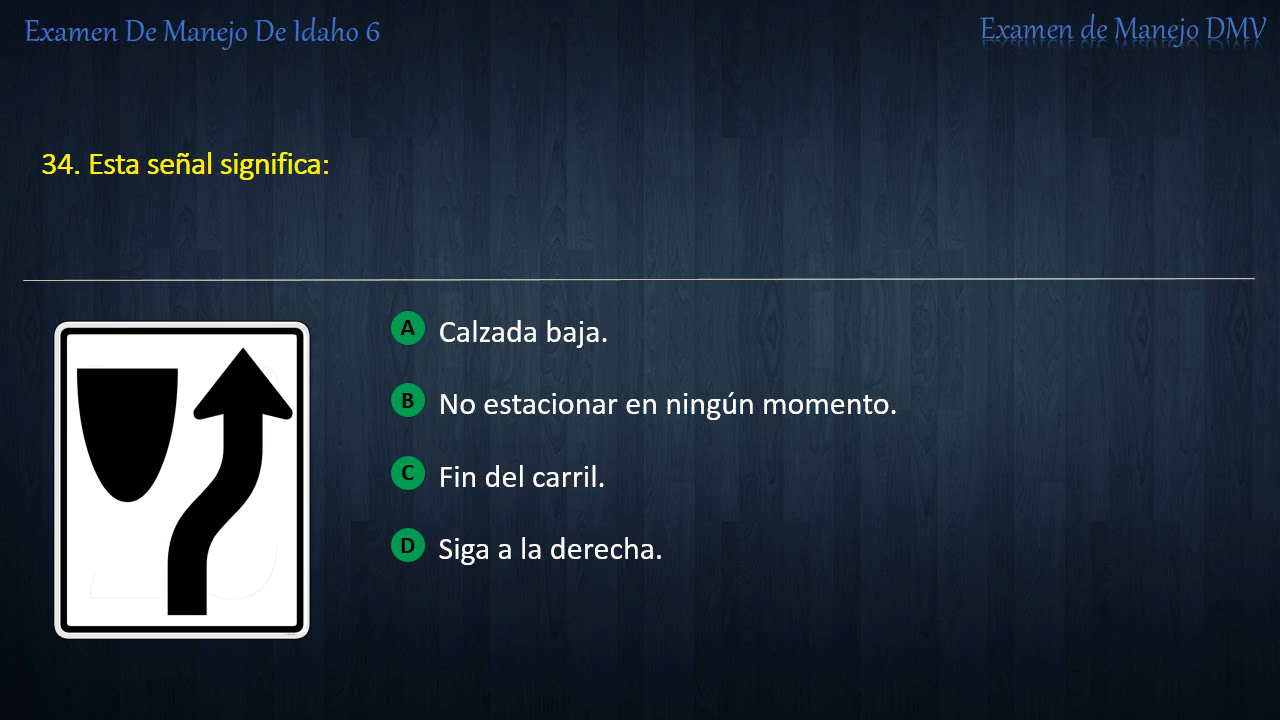 Examen De Manejo De Idaho 6
Examen de Manejo DMV
34. Esta señal significa:
A Calzada baja.
B No estacionar en ningún momento.
C Fin del carril.
D Siga a la derecha.